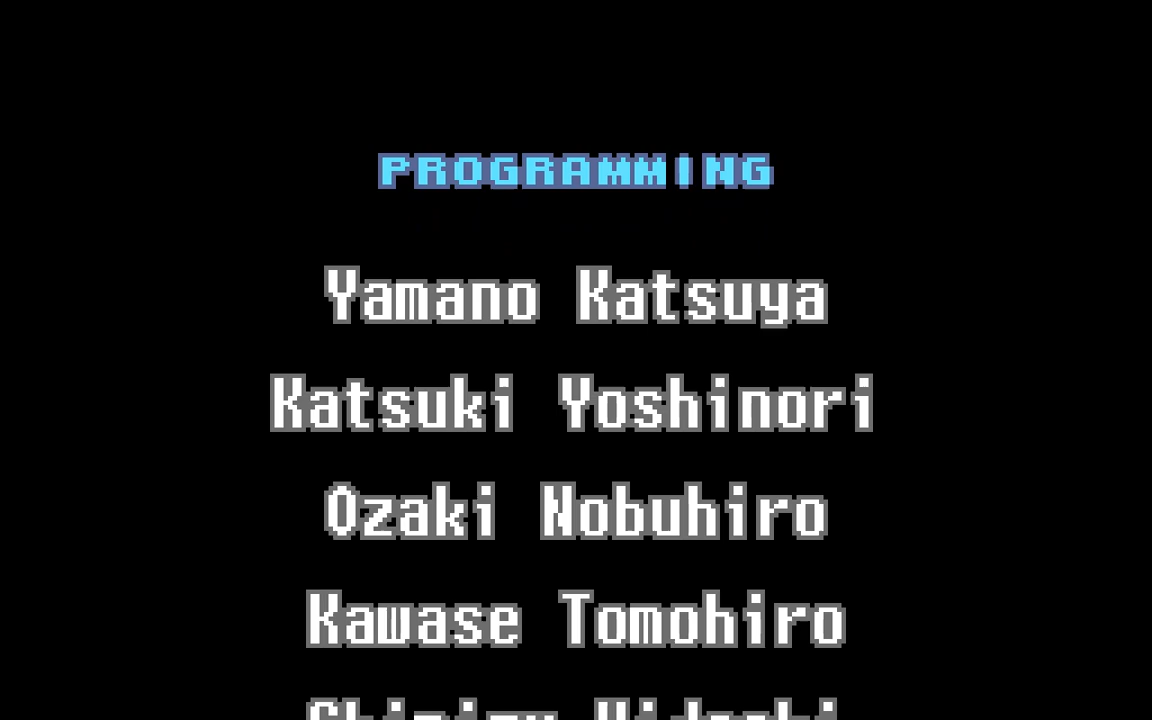 PROGRAMMING
Yamano Katsuya
Katsuki Yoshinori
Ozaki Nobuhiro
Kawase Tomohiro